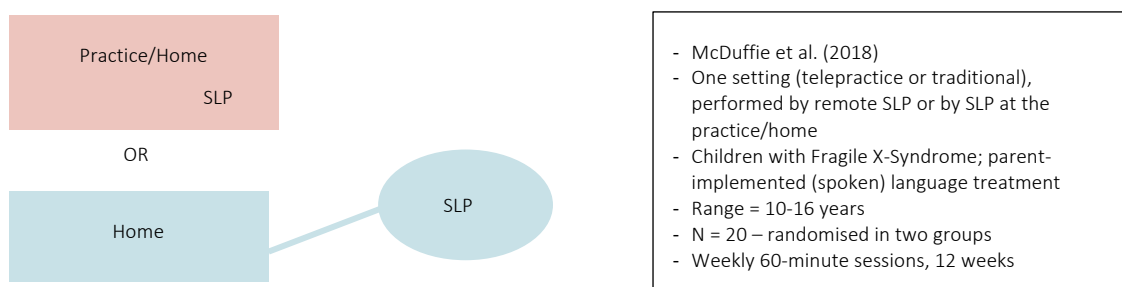 Practice/Home
SLP
OR
Home
SLP
- McDuffie et al. (2018)
- One setting (telepractice or traditional),
performed by remote SLP or by SLP at the
practice/home
- Children with Fragile X-Syndrome; parent-
implemented (spoken) language treatment
- Range = 10-16 years
- N = 20 – randomised in two groups
- Weekly 60-minute sessions, 12 weeks